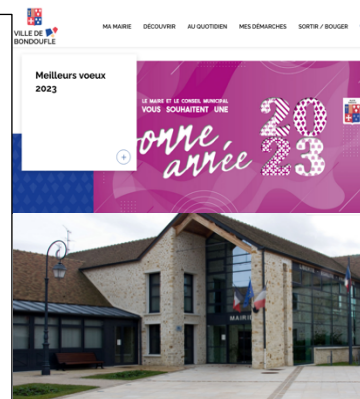 VILLE DE
BONDOUFLE
MA MAIRIE DÉCOUVRIR AU QUOTIDIEN MES DÉMARCHES SORTIR / BOUGER
Meilleurs voeux
2023
LE MAIRE ET LE CONSEIL MUNICIPAL
VOUS SOUHAITENT UNE
Bonne
année
2023
MAIRIE